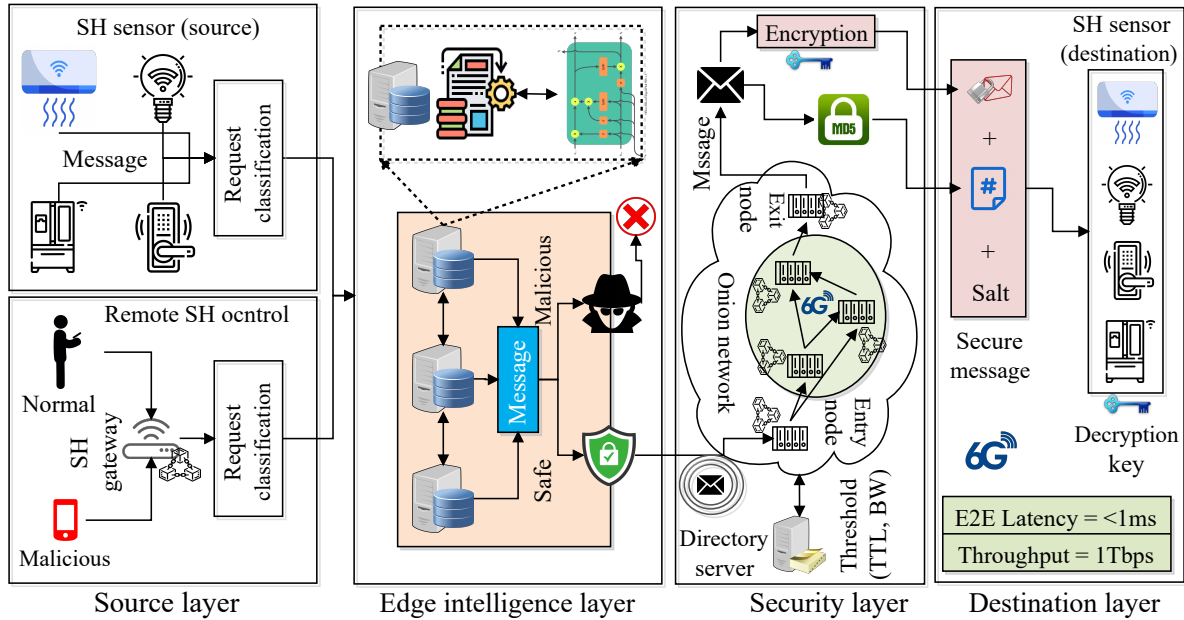 SH sensor (source)
Message
Request
classification
Remote SH ocntrol
Normal
SH
gateway
Malicious
Request
classification
Source layer
Malicious
Message
Safe
Edge intelligence layer
Encryption
MD5
Mssage
Exit
node
Onion network
6G
Entry
node
Directory
server
Threshold
(TTL, BW)
Security layer
SH sensor
(destination)
+
#
+
Salt
Secure
message
6G
Decryption
key
E2E Latency = <1ms
Throughput = 1Tbps
Destination layer